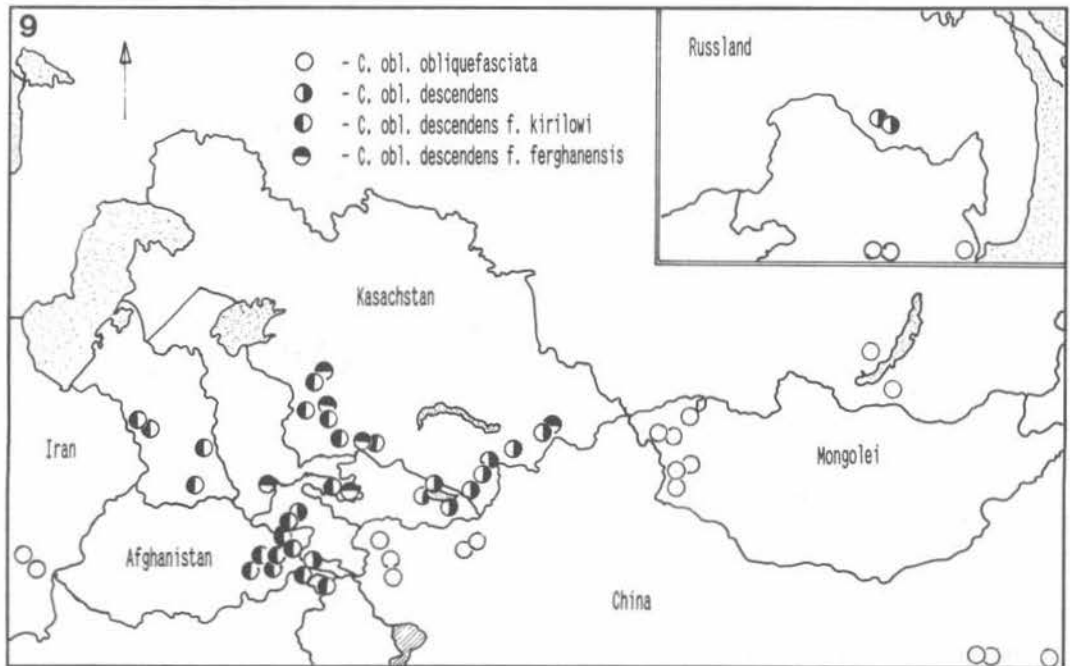 9
- C. obl. obliquefasciata
- C. obl. descendens
- C. obl. descendens f. kirilowi
- C. obl. descendens f. ferghanensis
Russland
Kasachstan
Iran
Mongolei
Afghanistan
China